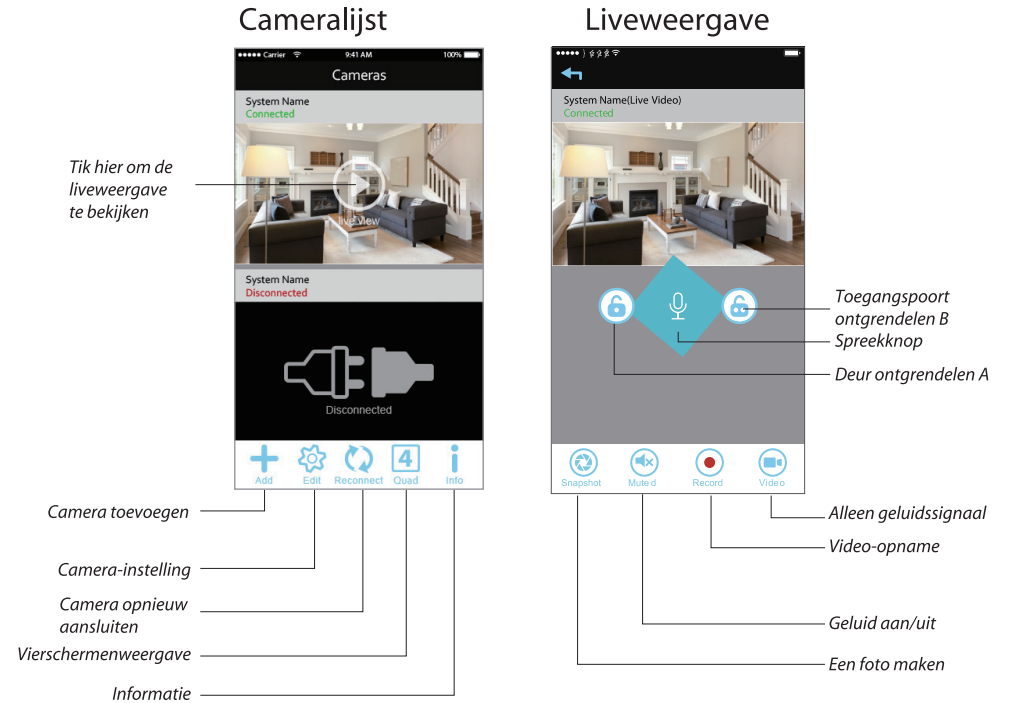 Cameralijst
Carrier
9:41 AM
100%
Cameras
System Name
Connected
Tik hier om de
liveweergave
te bekijken
live view
System Name
Disconnected
Disconnected
Add
Edit
Reconnect
4
Quad
Info
Camera toevoegen
Camera-instelling
Camera opnieuw
aansluiten
Vierschermenweergave
Informatie
Liveweergave
System Name(Live Video)
Connected
Toegangspoort
ontgrendelen B
Spreekknop
Deur ontgrendelen A
Snapshot
Mute d
Record
Video
Alleen geluidssignaal
Video-opname
Geluid aan/uit
Een foto maken